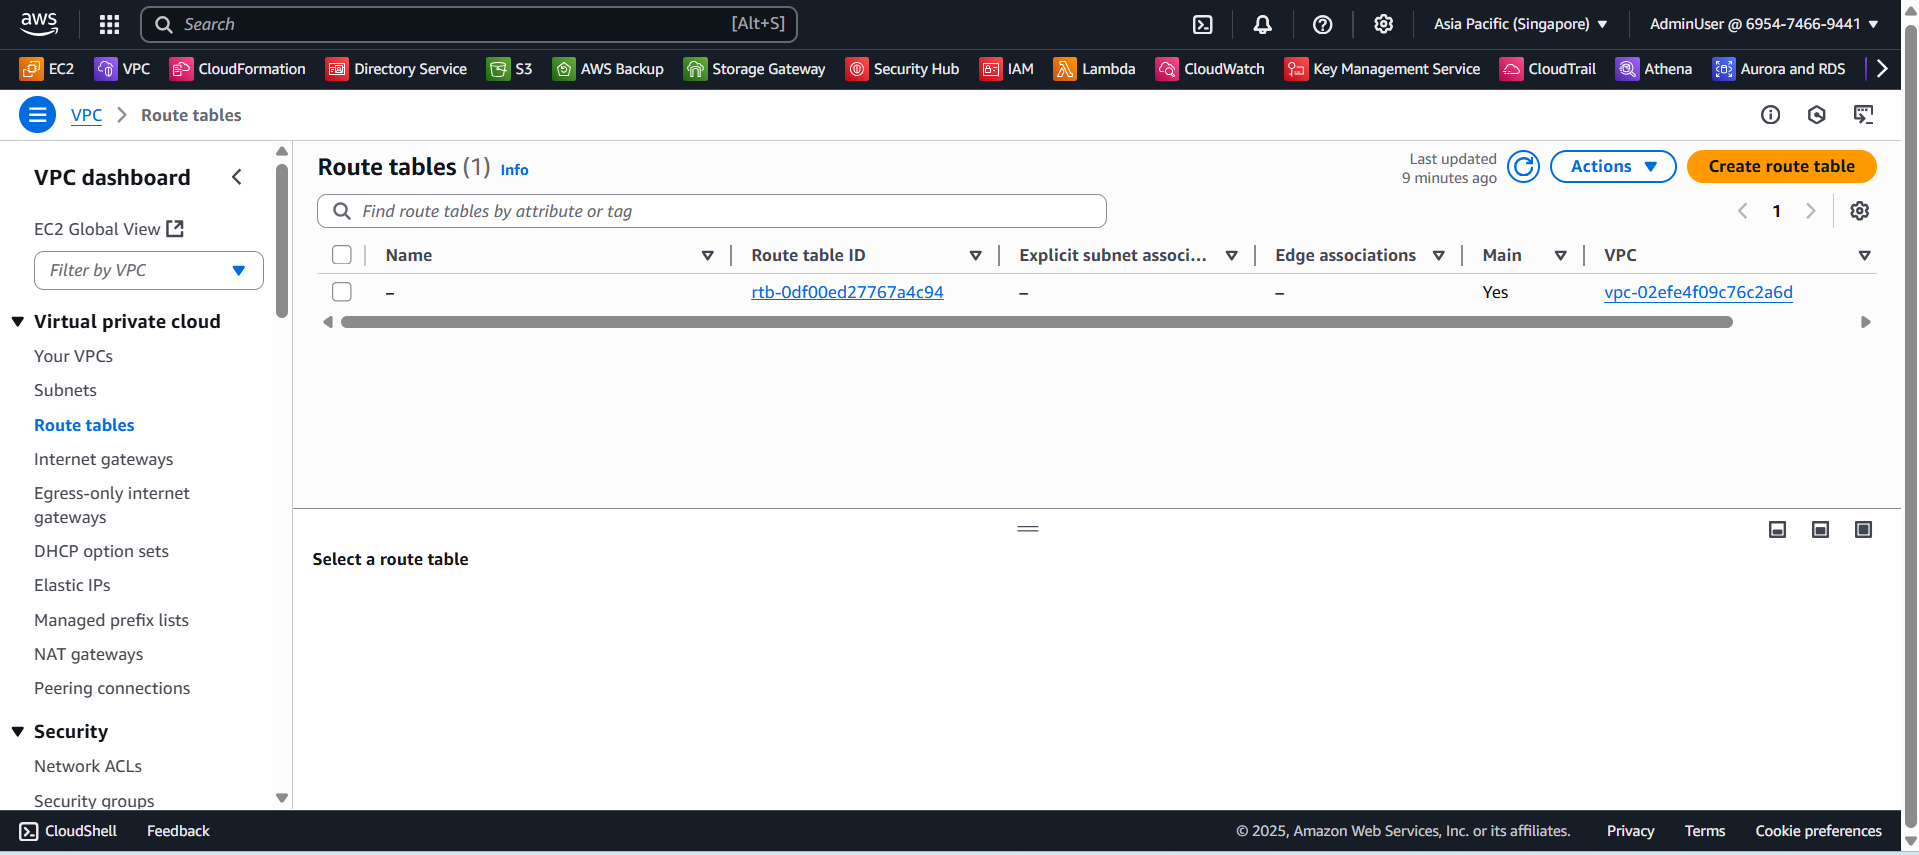 aws
Search [Alt+S]
Asia Pacific (Singapore)
AdminUser @ 6954-7466-9441
EC2 VPC CloudFormation Directory Service S3 AWS Backup Storage Gateway Security Hub IAM Lambda CloudWatch Key Management Service CloudTrail Athena Aurora and RDS
VPC Route tables
VPC dashboard
EC2 Global View
Filter by VPC
Virtual private cloud
Your VPCs
Subnets
Route tables
Internet gateways
Egress-only internet
gateways
DHCP option sets
Elastic IPs
Managed prefix lists
NAT gateways
Peering connections
Security
Network ACLs
Security groups
Route tables (1) Info
Last updated
9 minutes ago
Actions
Create route table
Find route tables by attribute or tag
1
Name Route table ID Explicit subnet associ... Edge associations Main VPC
– rtb-0df00ed27767a4c94 – – Yes vpc-02efe4f09c76c2a6d
Select a route table
CloudShell Feedback © 2025, Amazon Web Services, Inc. or its affiliates. Privacy Terms Cookie preferences